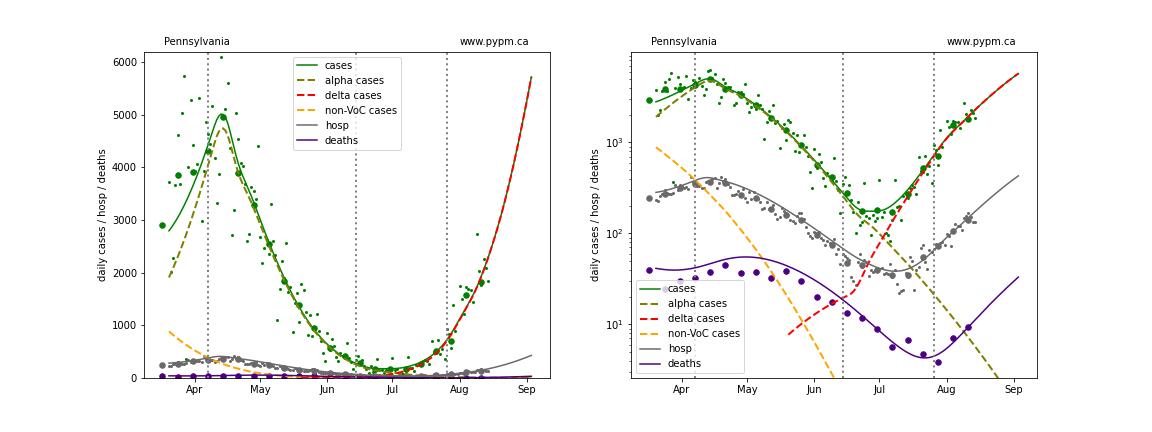 Pennsylvania
www.pypm.ca
daily cases / hosp / deaths
6000
5000
4000
3000
2000
1000
0
cases
alpha cases
delta cases
non-VoC cases
hosp
deaths
Apr
May
Jun
Jul
Aug
Sep
Pennsylvania
www.pypm.ca
daily cases / hosp / deaths
10³
10²
10¹
cases
alpha cases
delta cases
non-VoC cases
hosp
deaths
Apr
May
Jun
Jul
Aug
Sep